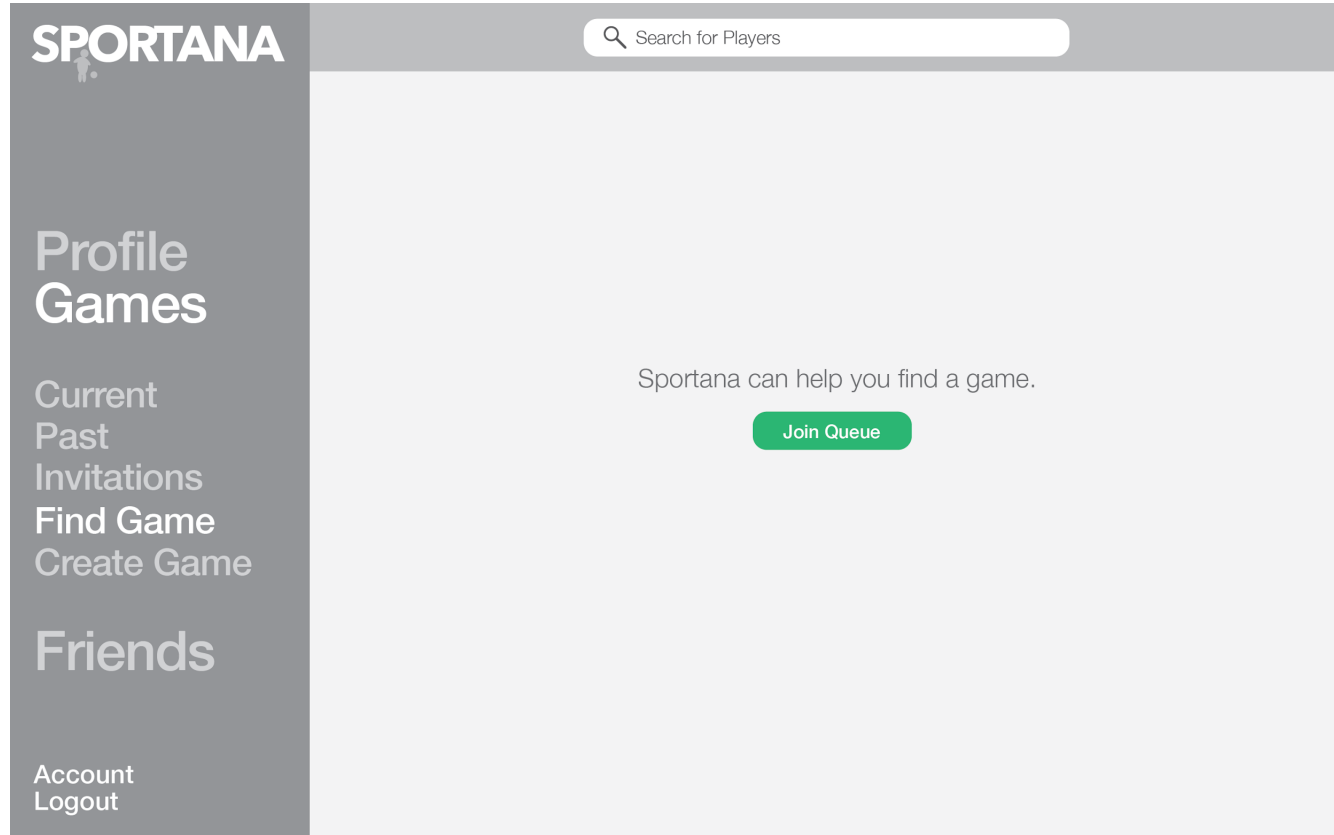 SPORTANA
Search for Players
Profile
Games
Current
Past
Invitations
Find Game
Create Game
Friends
Account
Logout
Sportana can help you find a game.
Join Queue